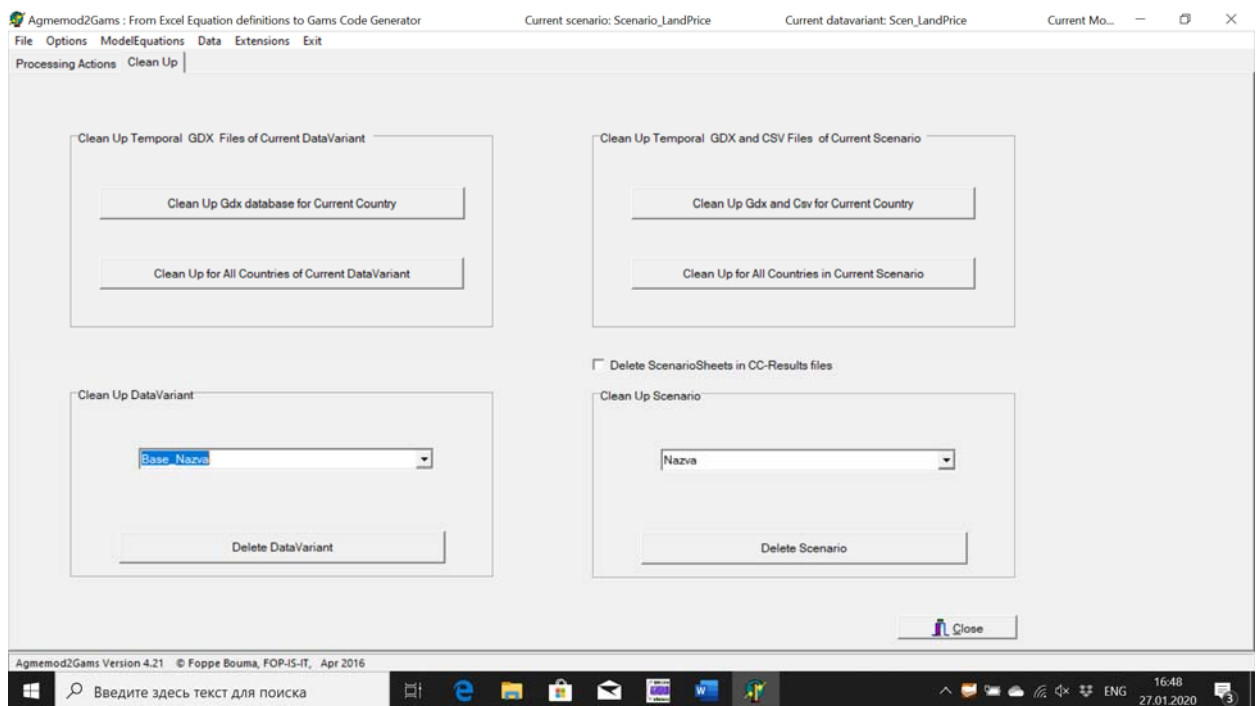 Agmemod2Gams : From Excel Equation definitions to Gams Code Generator Current scenario: Scenario_LandPrice Current datavariant: Scen_LandPrice Current Mo...
File Options ModelEquations Data Extensions Exit
Processing Actions Clean Up
Clean Up Temporal GDX Files of Current DataVariant
Clean Up Gdx database for Current Country
Clean Up for All Countries of Current DataVariant
Clean Up Temporal GDX and CSV Files of Current Scenario
Clean Up Gdx and Csv for Current Country
Clean Up for All Countries in Current Scenario
Delete ScenarioSheets in CC-Results files
Clean Up DataVariant
Base_Nazva
Delete DataVariant
Clean Up Scenario
Nazva
Delete Scenario
Close
Agmemod2Gams Version 4.21 © Foppe Bouma, FOP-IS-IT, Apr 2016
Введите здесь текст для поиска
ENG
16:48
27.01.2020
3